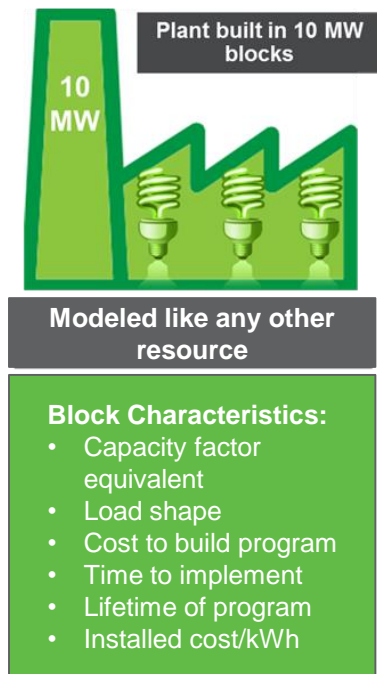 Plant built in 10 MW
blocks
10
MW
Modeled like any other
resource
Block Characteristics:
• Capacity factor
equivalent
• Load shape
• Cost to build program
• Time to implement
• Lifetime of program
• Installed cost/kWh